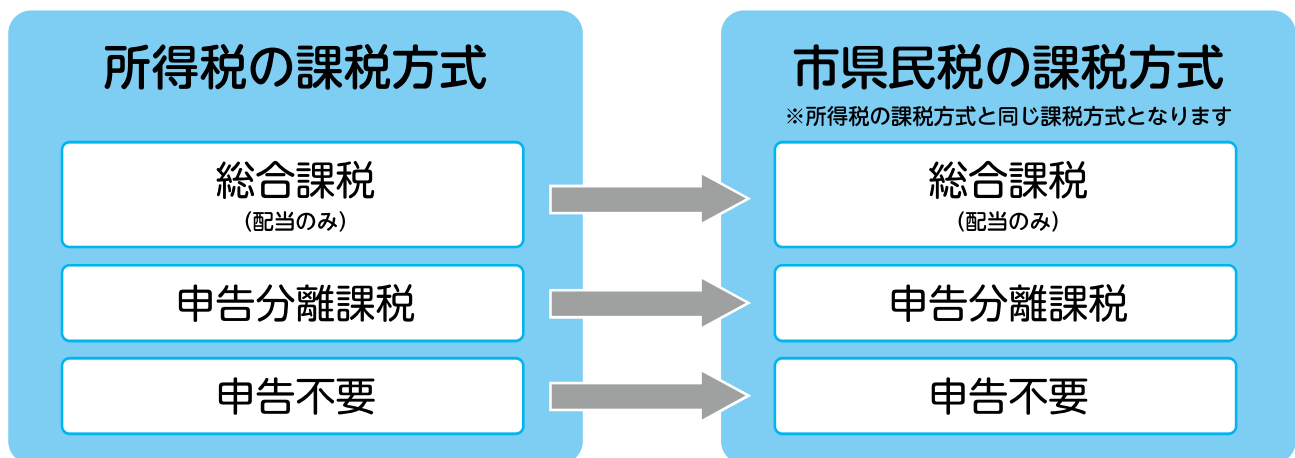 所得税の課税方式
総合課税
(配当のみ)
申告分離課税
申告不要
市県民税の課税方式
※所得税の課税方式と同じ課税方式となります
総合課税
(配当のみ)
申告分離課税
申告不要